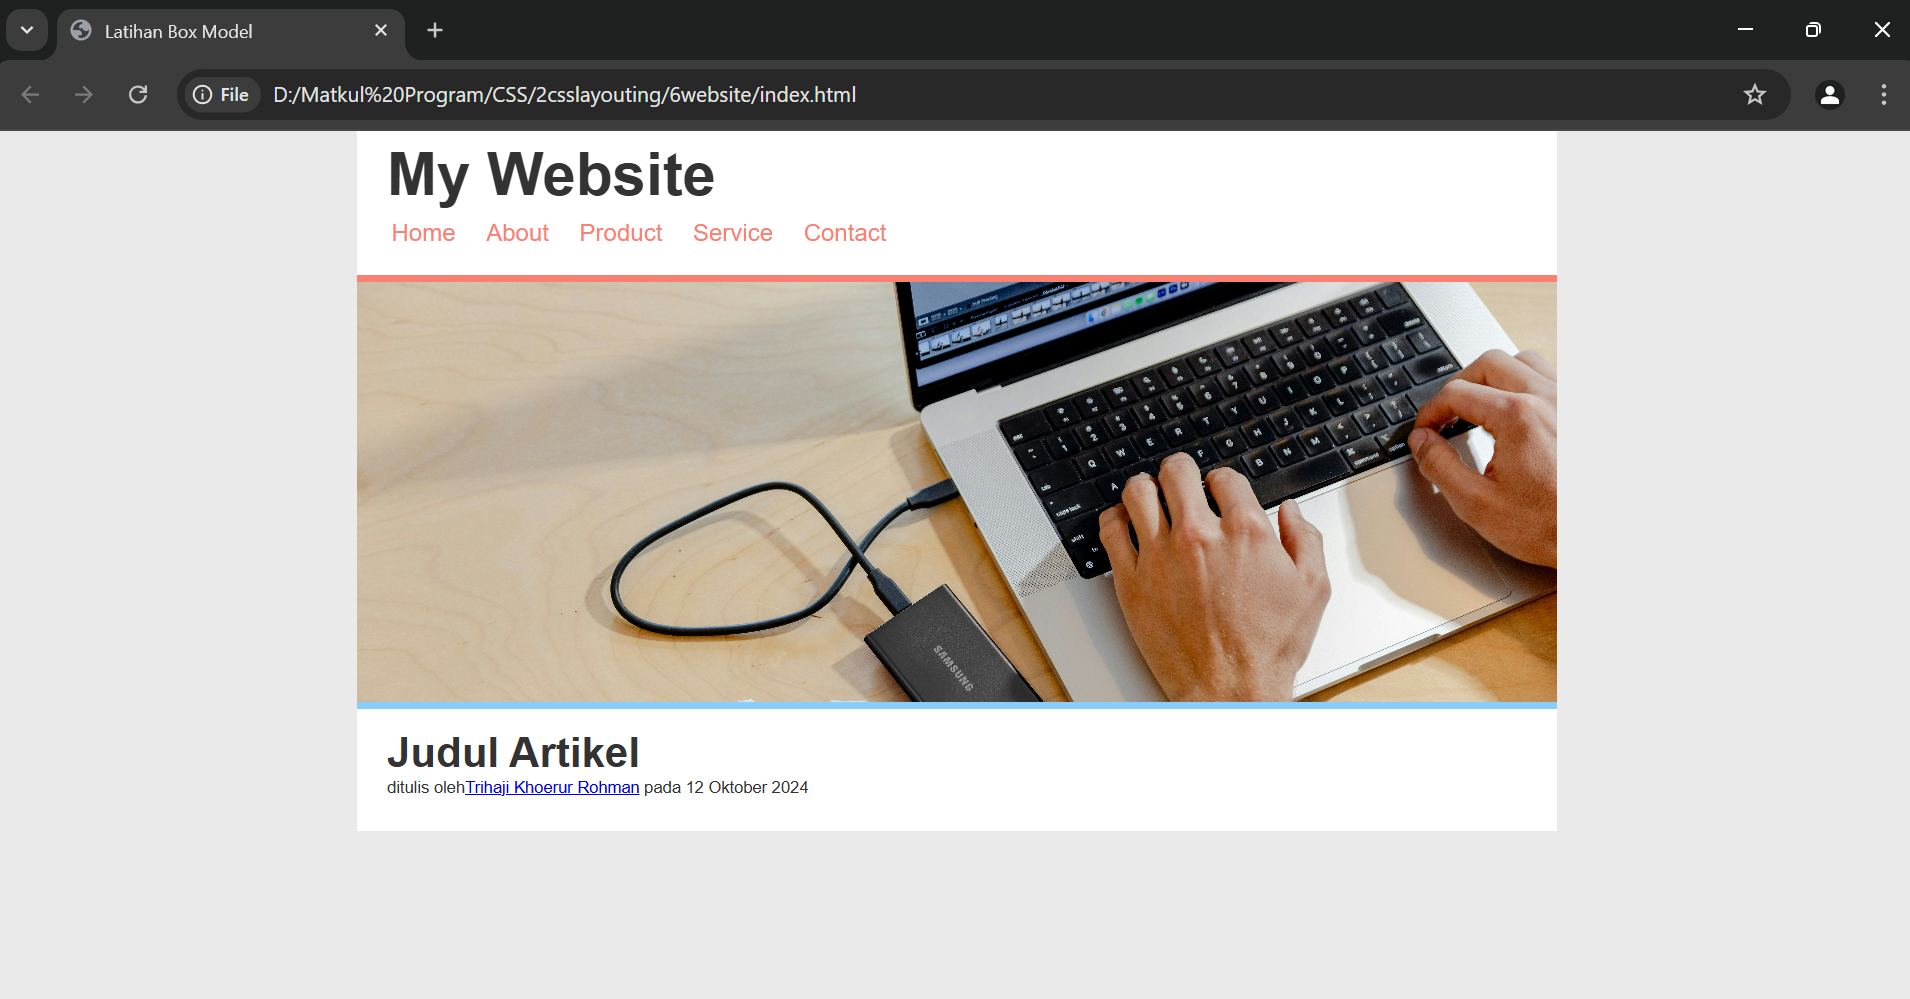 Latihan Box Model
File
D:/Matkul%20Program/CSS/2csslayouting/6website/index.html
My Website
Home About Product Service Contact
SAMSUNG
Judul Artikel
ditulis olehTrihaji Khoerur Rohman pada 12 Oktober 2024